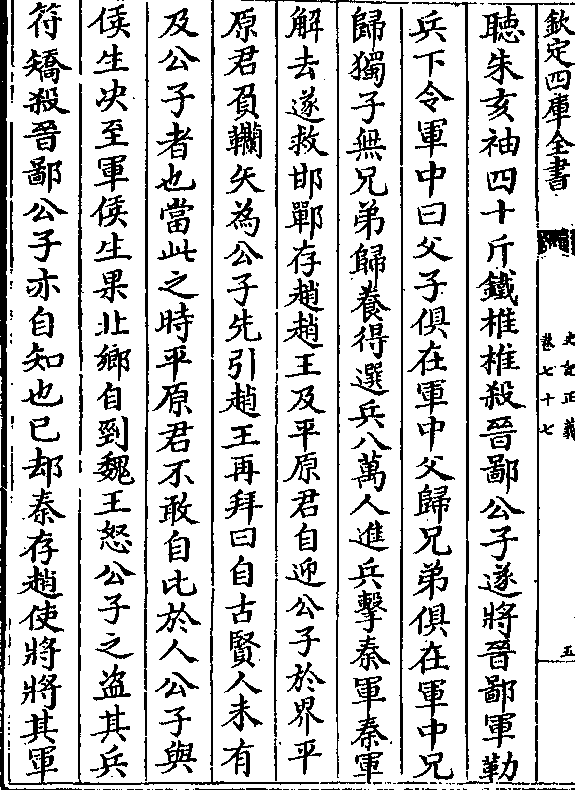 欽定四庫全書
史記正義
卷七十七
五
聽朱亥袖四十斤鐵椎椎殺晉鄙公子遂將晉鄙軍勒
兵下令軍中曰父子俱在軍中父歸兄弟俱在軍中兄
歸獨子無兄弟歸養得選兵八萬人進兵擊秦軍秦軍
解去遂救邯鄲存趙趙王及平原君自迎公子於界平
原君負韊矢為公子先引趙王再拜曰自古賢人未有
及公子者也當此之時平原君不敢自比於人公子與
侯生决至軍侯生果北鄉自剄魏王怒公子之盗其兵
符矯殺晉鄙公子亦自知也已却秦存趙使將將其軍